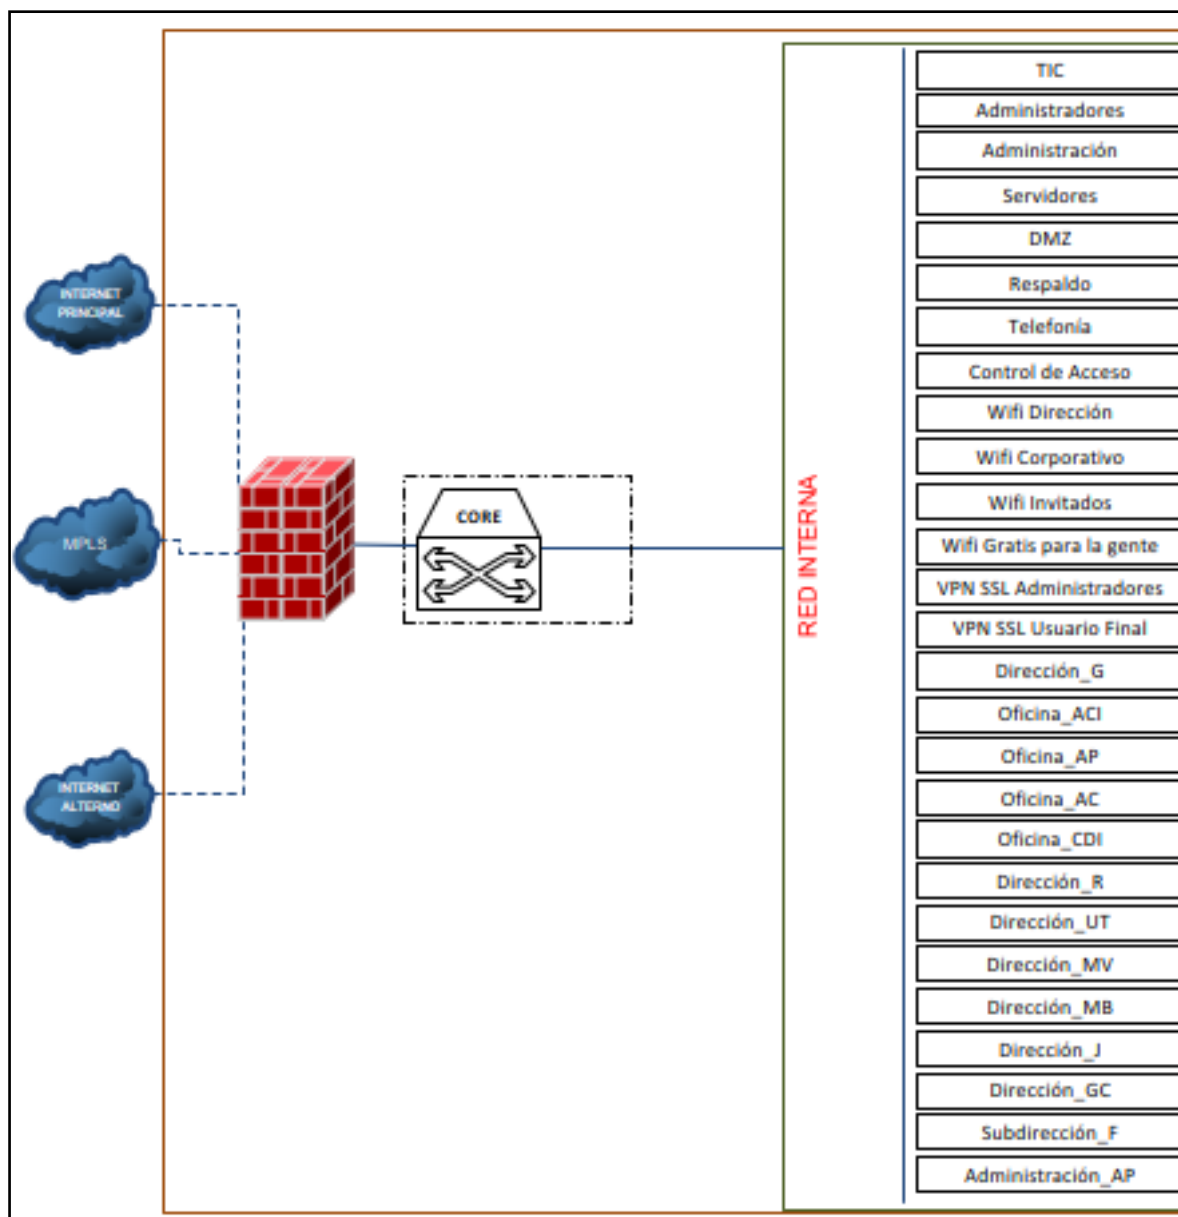 INTERNET
PRINCIPAL
MPLS
INTERNET
ALTERNO
CORE
RED INTERNA
TIC
Administradores
Administración
Servidores
DMZ
Respaldo
Telefonía
Control de Acceso
Wifi Dirección
Wifi Corporativo
Wifi Invitados
Wifi Gratis para la gente
VPN SSL Administradores
VPN SSL Usuario Final
Dirección_G
Oficina_ACI
Oficina_AP
Oficina_AC
Oficina_CDI
Dirección_R
Dirección_UT
Dirección_MV
Dirección_MB
Dirección_J
Dirección_GC
Subdirección_F
Administración_AP